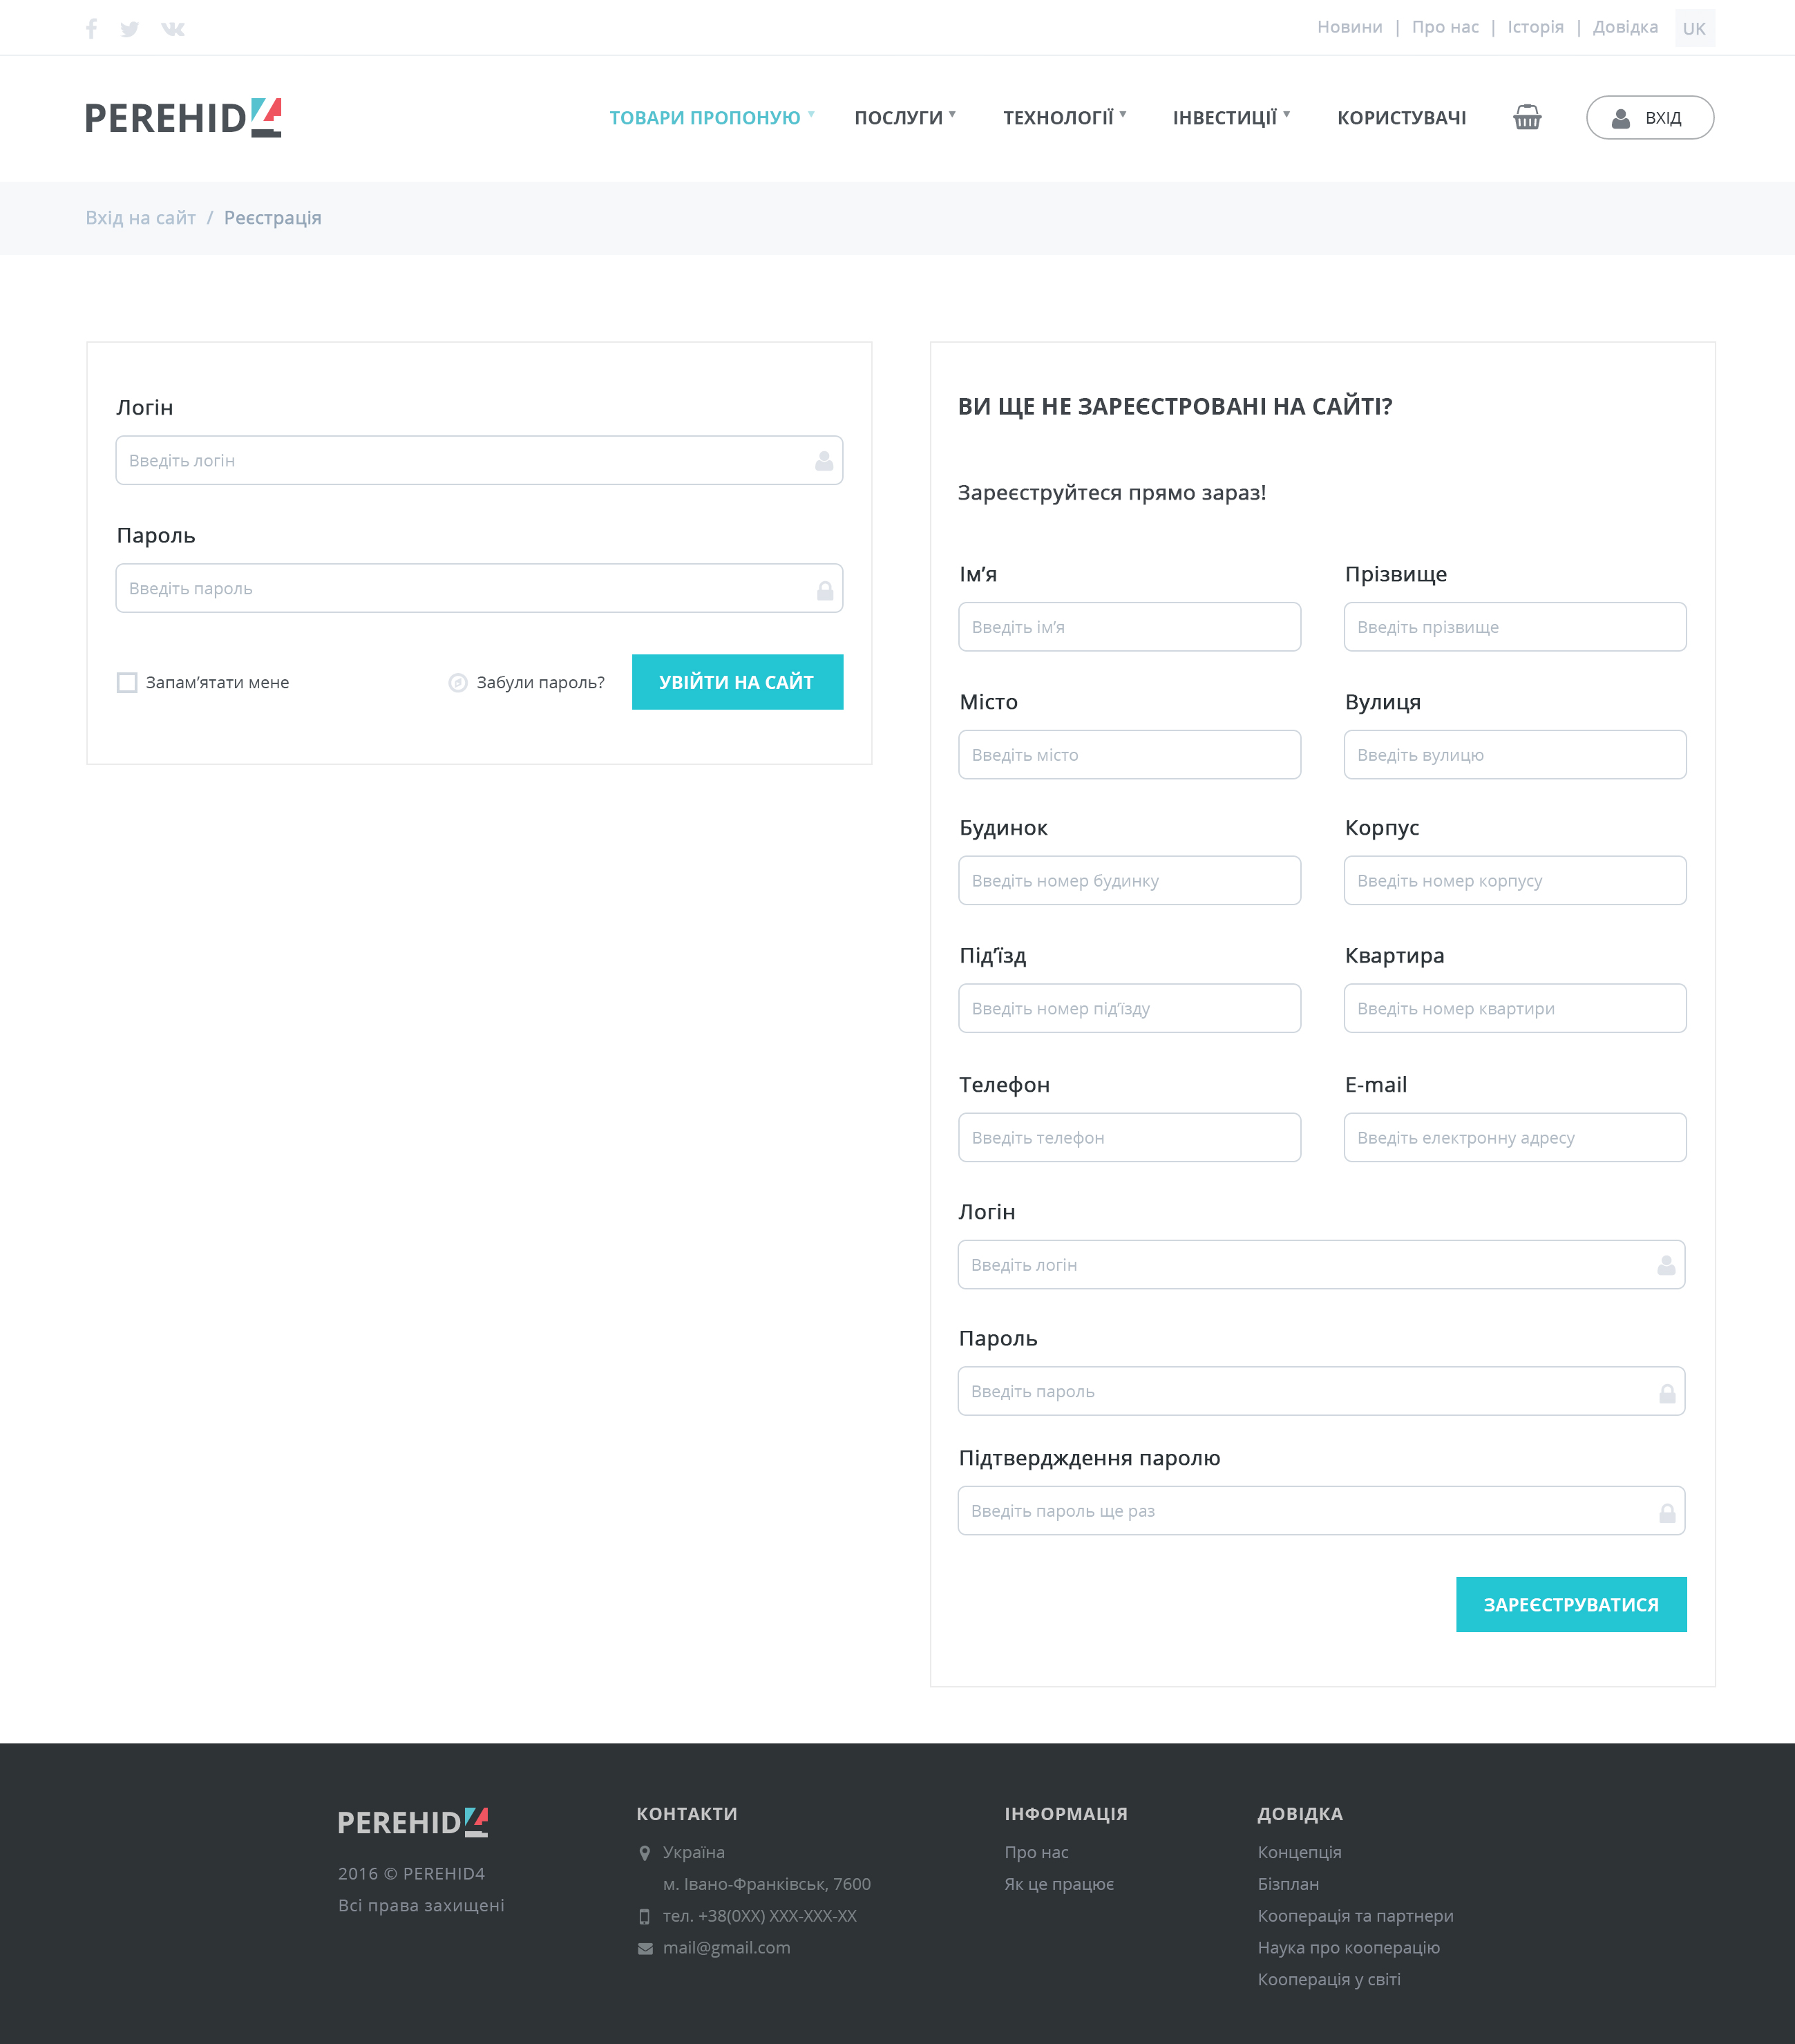 Новини | Про нас | Історія | Довідка UK
PEREHID4
ТОВАРИ ПРОПОНУЮ ПОСЛУГИ ТЕХНОЛОГІЇ ІНВЕСТИЦІЇ КОРИСТУВАЧІ ВХІД
Вхід на сайт / Реєстрація
Логін
Введіть логін
Пароль
Введіть пароль
Запам’ятати мене Забули пароль? УВІЙТИ НА САЙТ
ВИ ЩЕ НЕ ЗАРЕЄСТРОВАНІ НА САЙТІ?
Зареєструйтеся прямо зараз!
Ім’я Прізвище
Введіть ім’я Введіть прізвище
Місто Вулиця
Введіть місто Введіть вулицю
Будинок Корпус
Введіть номер будинку Введіть номер корпусу
Під’їзд Квартира
Введіть номер під’їзду Введіть номер квартири
Телефон E-mail
Введіть телефон Введіть електронну адресу
Логін
Введіть логін
Пароль
Введіть пароль
Підтвердждення паролю
Введіть пароль ще раз
ЗАРЕЄСТРУВАТИСЯ
PEREHID4
2016 © PEREHID4
Всі права захищені
КОНТАКТИ
Україна
м. Івано-Франківськ, 7600
тел. +38(0XX) XXX-XXX-XX
mail@gmail.com
ІНФОРМАЦІЯ
Про нас
Як це працює
ДОВІДКА
Концепція
Бізплан
Кооперація та партнери
Наука про кооперацію
Кооперація у світі